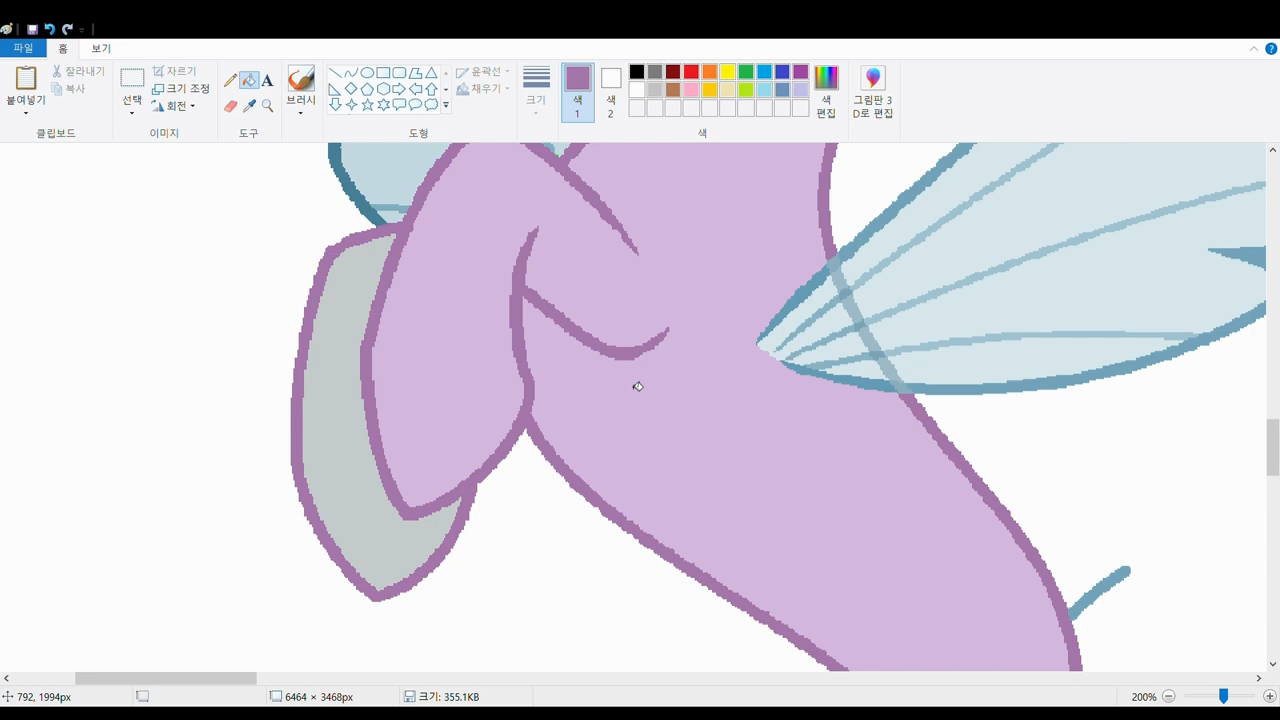 파일 홈 보기
붙여넣기
잘라내기
복사
클립보드
선택
자르기
크기 조정
회전
이미지
A
도구
브러시
윤곽선
채우기
도형
크기
색
1
색
2
색
편집
색
그림판 3
D로 편집
792, 1994px
6464 × 3468px
크기: 355.1KB
200%